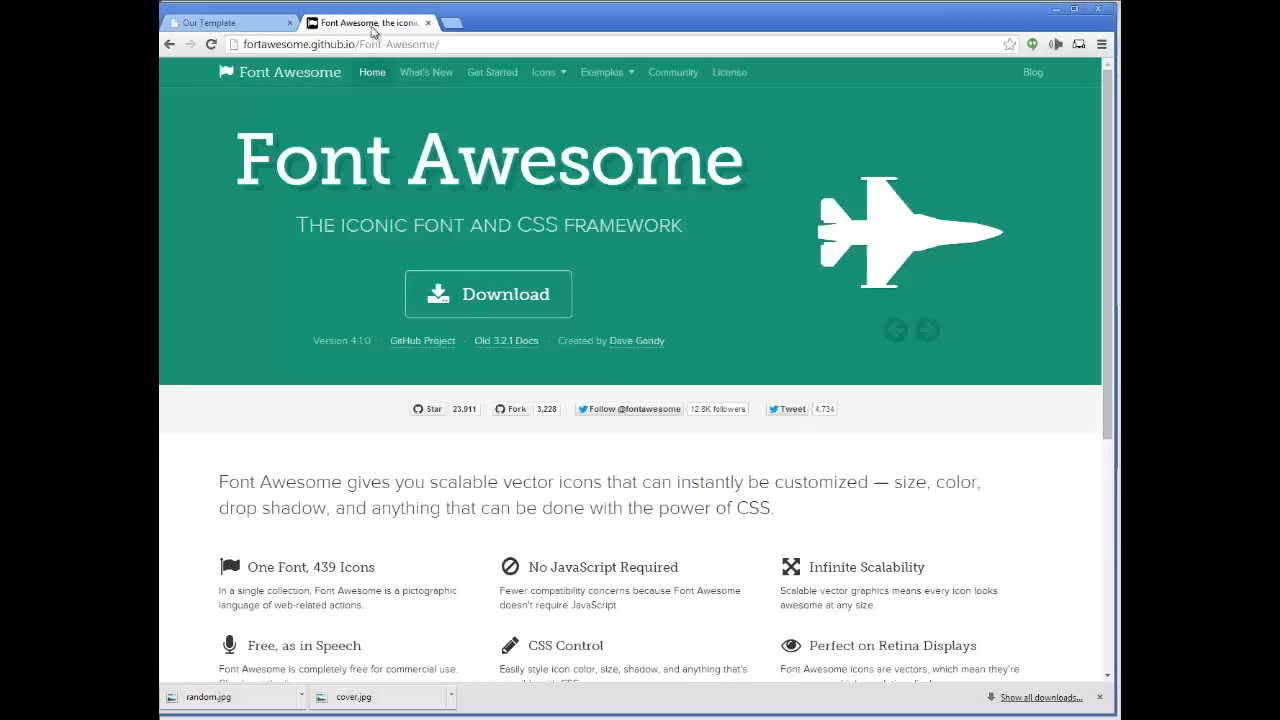 Our Template
Font Awesome, the iconic
fortawesome.github.io/Font-Awesome/
Font Awesome Home What's New Get Started Icons Examples Community License Blog
Font Awesome
The iconic font and CSS framework
Download
Version 4.1.0 · GitHub Project · Old 3.2.1 Docs · Created by Dave Gandy
Star 23,911 Fork 3,228 Follow @fontawesome 12.8K followers Tweet 4,734
Font Awesome gives you scalable vector icons that can instantly be customized — size, color,
drop shadow, and anything that can be done with the power of CSS.
One Font, 439 Icons
In a single collection, Font Awesome is a pictographic
language of web-related actions.
No JavaScript Required
Fewer compatibility concerns because Font Awesome
doesn't require JavaScript.
Infinite Scalability
Scalable vector graphics means every icon looks
awesome at any size.
Free, as in Speech
Font Awesome is completely free for commercial use.
CSS Control
Easily style icon color, size, shadow, and anything that's
Perfect on Retina Displays
Font Awesome icons are vectors, which mean they're
random.jpg
cover.jpg
Show all downloads...